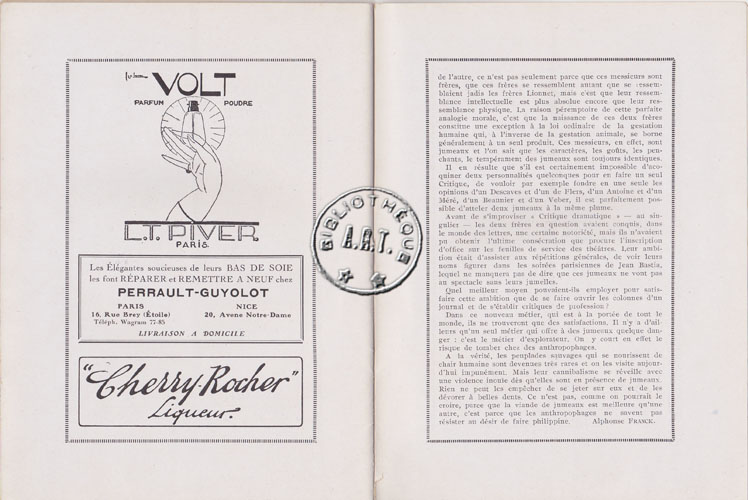 VOLT
PARFUM POUDRE
L.T. PIVER
PARIS.
Les Élégantes soucieuses de leurs BAS DE SOIE
les font RÉPARER et REMETTRE A NEUF chez
PERRAULT-GUYOLOT
PARIS NICE
16, Rue Brey (Étoile) 20, Avene Notre-Dame
Téléph. Wagram 77-85
LIVRAISON A DOMICILE
"Cherry-Rocher"
Liqueur.
BIBLIOTHÈQUE
A.R.T.
de l'autre, ce n'est pas seulement parce que ces messieurs sont
frères, que ces frères se ressemblent autant que se ressem-
blaient jadis les frères Lionnet, mais c'est que leur ressem-
blance intellectuelle est plus absolue encore que leur res-
semblance physique. La raison péremptoire de cette parfaite
analogie morale, c'est que la naissance de ces deux frères
constitue une exception à la loi ordinaire de la gestation
humaine qui, à l'inverse de la gestation animale, se borne
généralement à un seul produit. Ces messieurs, en effet, sont
jumeaux et l'on sait que les caractères, les goûts, les pen-
chants, le tempérament des jumeaux sont toujours identiques.
Il en résulte que s'il est certainement impossible d'ac-
quiner deux personnalités quelconques pour en faire un seul
Critique, de vouloir par exemple fondre en une seule les
opinions d'un Descaves et d'un de Flers, d'un Antoine et d'un
Méré, d'un Beaunier et d'un Veber, il est parfaitement possi-
ble d'atteler deux jumeaux à la même plume.
Avant de s'improviser « Critique dramatique » — au sin-
gulier — les deux frères en question avaient conquis, dans
le monde des lettres, une certaine notoriété, mais ils n'avaient
pu obtenir l'ultime consécration que procure l'inscription
d'office sur les feuilles de service des théâtres. Leur ambi-
tion était d'assister aux répétitions générales, de voir leurs
noms figurer dans les soirées parisiennes de Jean Bastia,
lequel ne manquera pas de dire que ces jumeaux ne vont pas
au spectacle sans leurs jumelles.
Quel meilleur moyen pouvaient-ils employer pour satis-
faire cette ambition que de se faire ouvrir les colonnes d'un
journal et de s'établir critiques de profession ?
Dans ce nouveau métier, qui est à la portée de tout le
monde, ils ne trouveront que des satisfactions. Il n'y a d'ail-
leurs qu'un seul métier qui offre à deux jumeaux quelque dan-
ger : c'est le métier d'explorateur. On y court en effet le
risque de tomber chez des anthropophages.
A la vérité, les peuplades sauvages qui se nourissent de
chair humaine sont devenues très rares et on les visite aujour-
d'hui impunément. Mais leur cannibalisme se réveille avec
une violence inouïe dès qu'elles sont en présence de jumeaux.
Rien ne peut les empêcher de se jeter sur eux et de les
dévorer à belles dents. Ce n'est pas, comme on pourrait le
croire, parce que la viande de jumeaux est meilleure qu'une
autre, c'est parce que les anthropophages ne savent pas
résister au désir de faire philippine. Alphonse FRANCK.